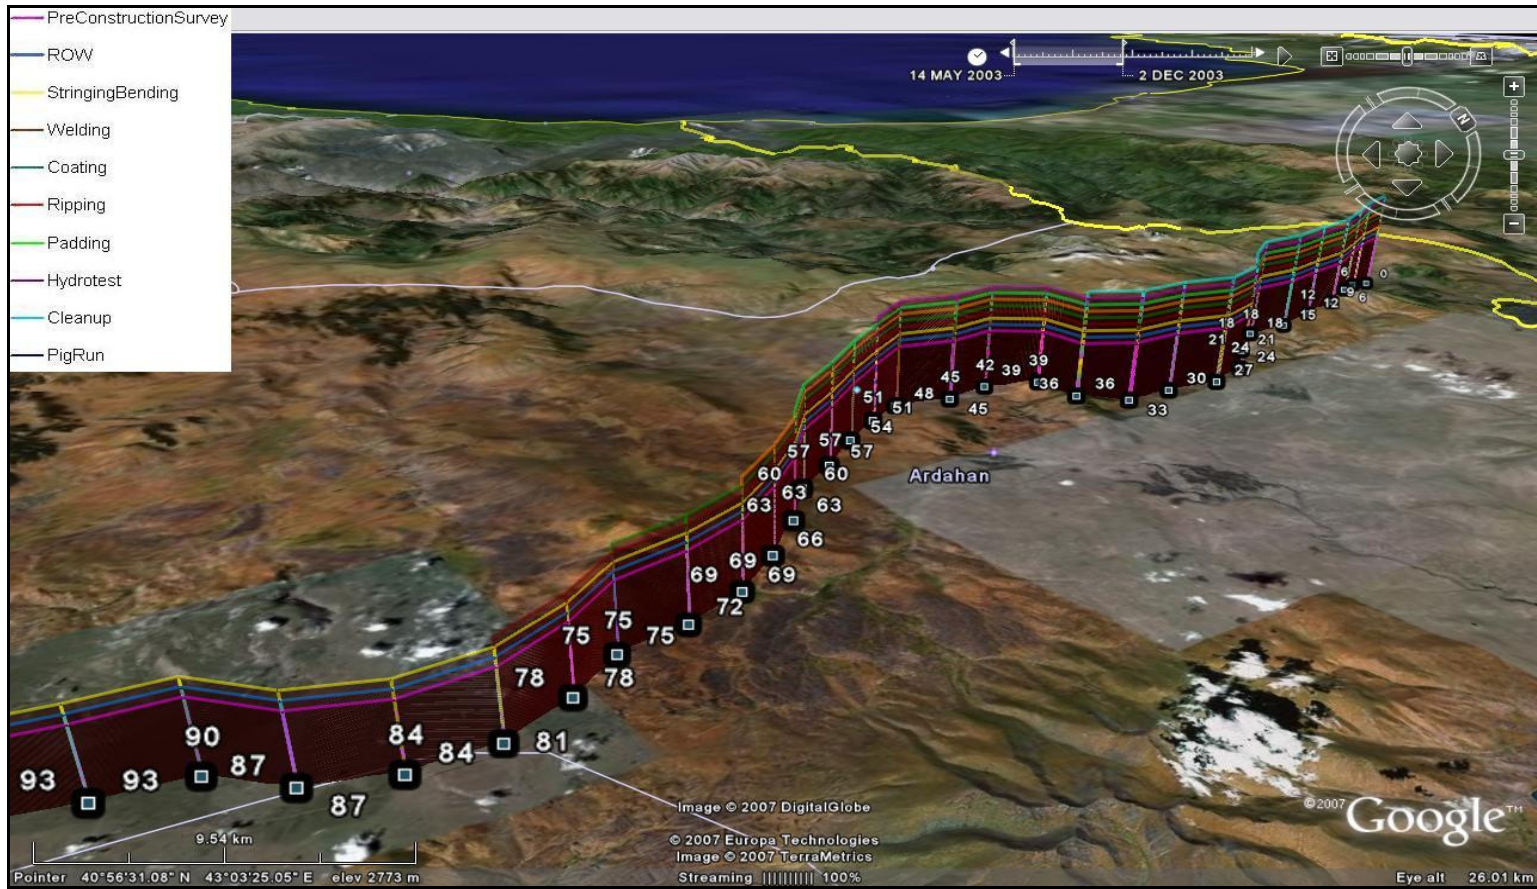 PreConstructionSurvey
ROW
StringingBending
Welding
Coating
Ripping
Padding
Hydrotest
Cleanup
PigRun
14 MAY 2003
2 DEC 2003
N
0
6
9
6
12
12
15
18
18
18
21
21
24
24
27
30
33
36
36
39
39
42
45
45
48
51
51
54
57
57
57
60
60
63
63
63
66
69
69
69
72
75
75
75
78
78
81
84
84
87
87
90
93
93
Ardahan
Image © 2007 DigitalGlobe
© 2007 Europa Technologies
Image © 2007 TerraMetrics
©2007 Google™
9.54 km
Pointer 40°56'31.08" N 43°03'25.05" E elev 2773 m
Streaming |||||||||| 100%
Eye alt 26.01 km